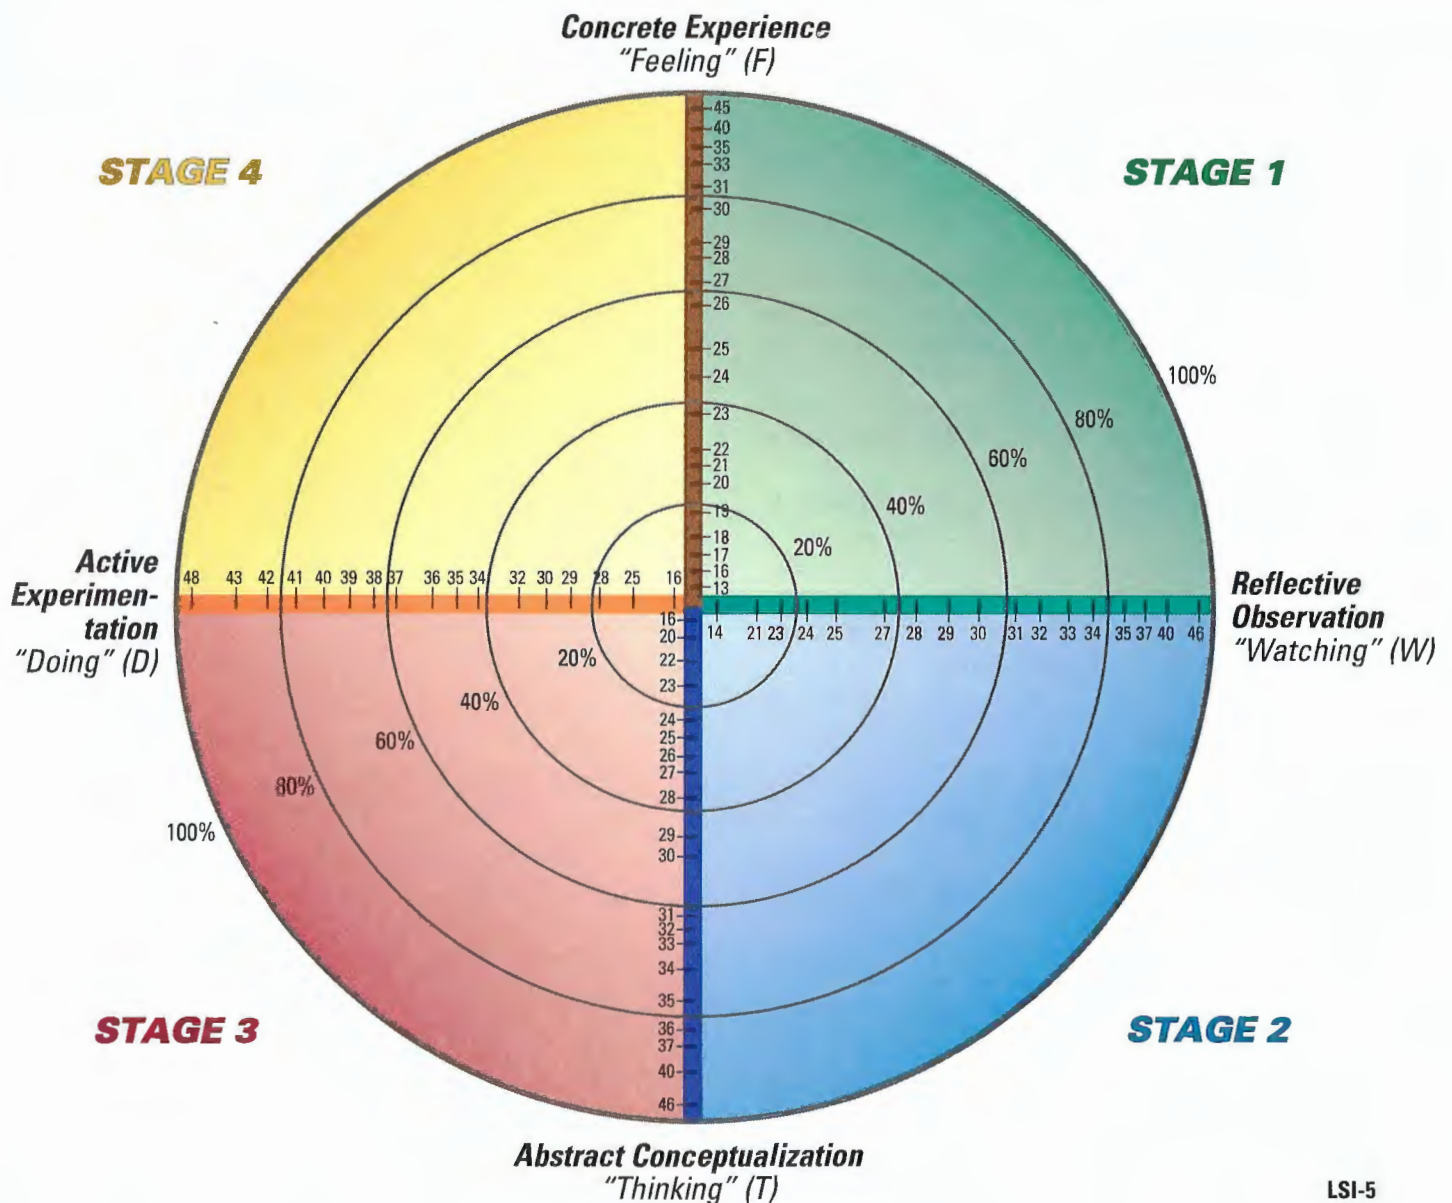 Concrete Experience
“Feeling” (F)
STAGE 4
STAGE 1
45
40
35
33
31
30
29
28
27
26
25
24
23
22
21
20
19
18
17
16
13
100%
80%
60%
40%
20%
Active
Experimen-
tation
“Doing” (D)
48 43 42 41 40 39 38 37 36 35 34 32 30 29 28 25 16
Reflective
Observation
“Watching” (W)
14 21 23 24 25 27 28 29 30 31 32 33 34 35 37 40 46
15
20
22
23
24
25
26
27
28
29
30
31
32
33
34
35
36
37
40
46
20%
40%
60%
80%
100%
STAGE 3
STAGE 2
Abstract Conceptualization
“Thinking” (T)
LSI-5